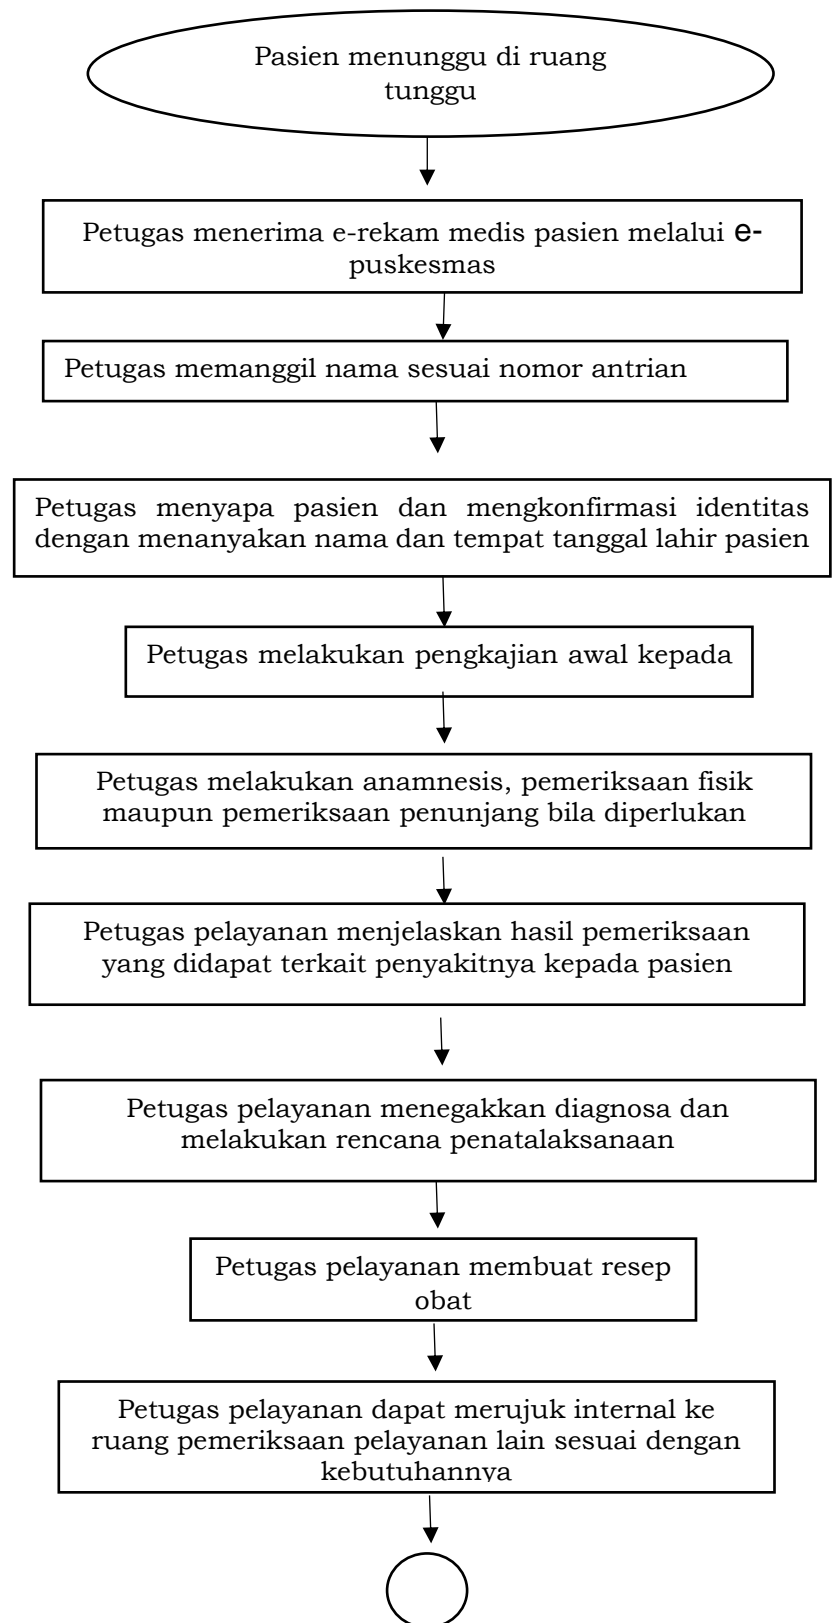 Pasien menunggu di ruang
tunggu
Petugas menerima e-rekam medis pasien melalui e-
puskesmas
Petugas memanggil nama sesuai nomor antrian
Petugas menyapa pasien dan mengkonfirmasi identitas
dengan menanyakan nama dan tempat tanggal lahir pasien
Petugas melakukan pengkajian awal kepada
Petugas melakukan anamnesis, pemeriksaan fisik
maupun pemeriksaan penunjang bila diperlukan
Petugas pelayanan menjelaskan hasil pemeriksaan
yang didapat terkait penyakitnya kepada pasien
Petugas pelayanan menegakkan diagnosa dan
melakukan rencana penatalaksanaan
Petugas pelayanan membuat resep
obat
Petugas pelayanan dapat merujuk internal ke
ruang pemeriksaan pelayanan lain sesuai dengan
kebutuhannya